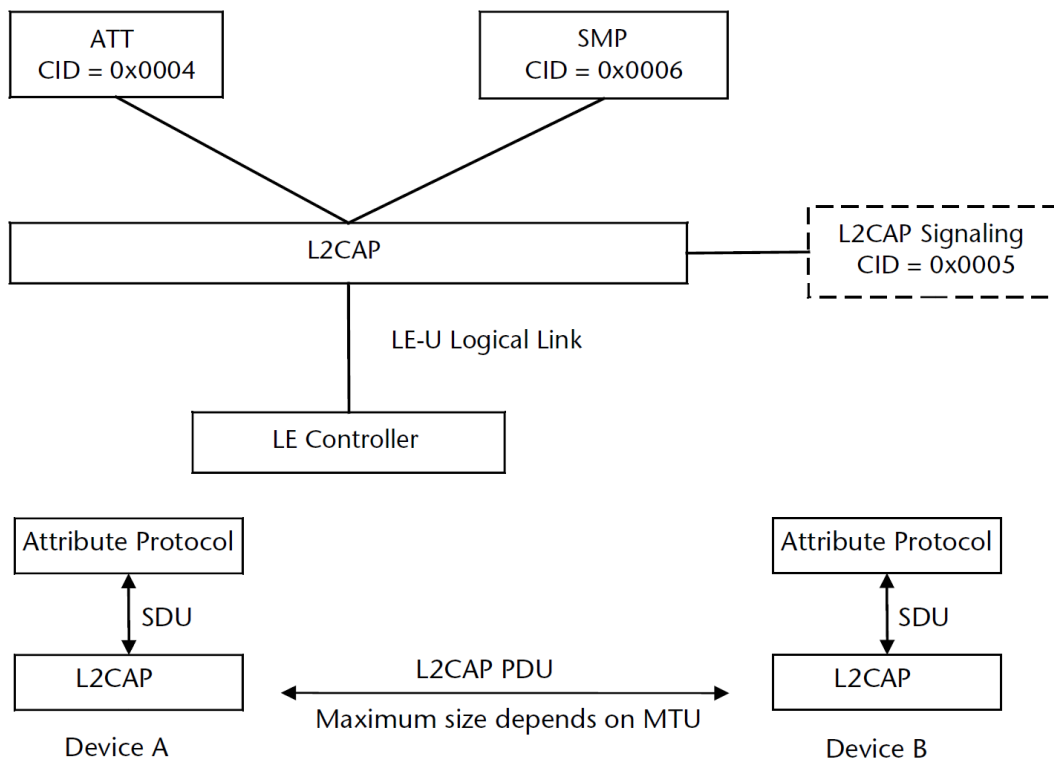 ATT
CID = 0x0004
SMP
CID = 0x0006
L2CAP
L2CAP Signaling
CID = 0x0005
LE-U Logical Link
LE Controller
Attribute Protocol
Attribute Protocol
SDU
SDU
L2CAP
L2CAP PDU
L2CAP
Maximum size depends on MTU
Device A
Device B